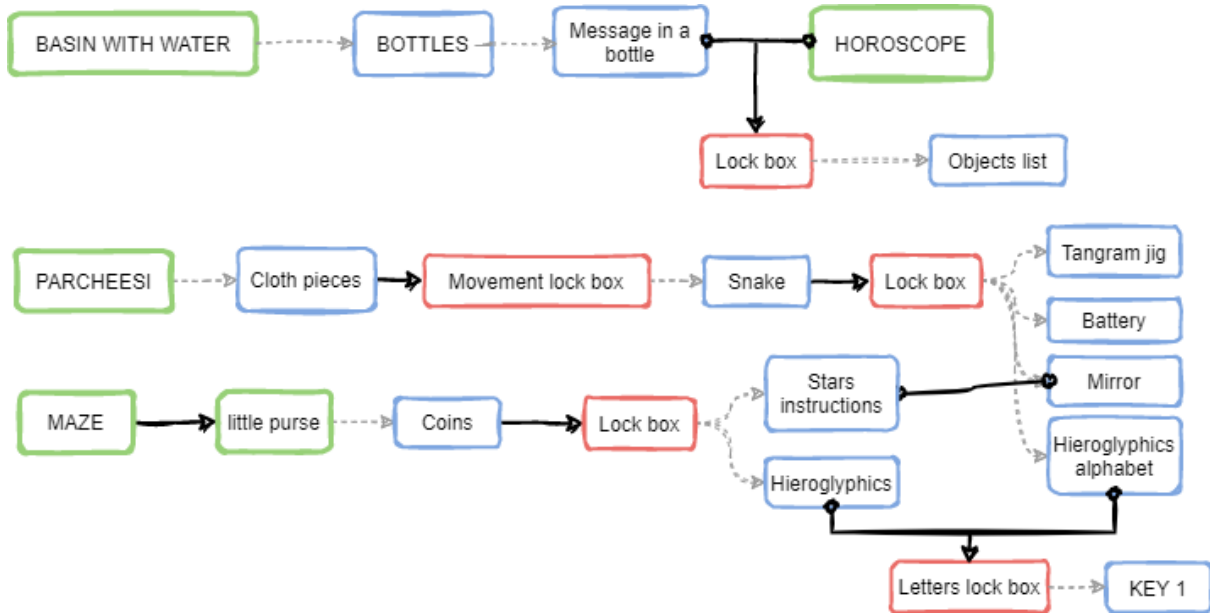 BASIN WITH WATER
BOTTLES
Message in a
bottle
HOROSCOPE
Lock box
Objects list
PARCHEESI
Cloth pieces
Movement lock box
Snake
Lock box
Tangram jig
Battery
Mirror
Hieroglyphics
alphabet
MAZE
little purse
Coins
Lock box
Stars
instructions
Hieroglyphics
Letters lock box
KEY 1